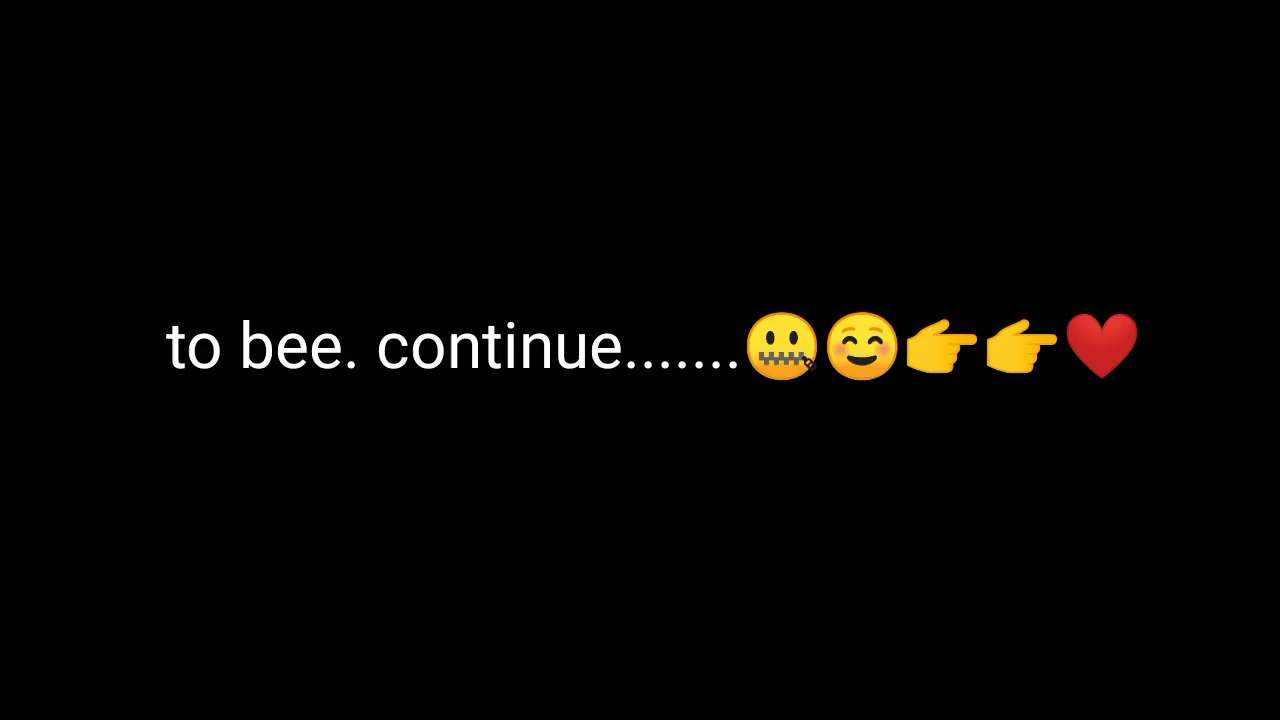 to bee. continue.......🤐☺️👉👉❤️